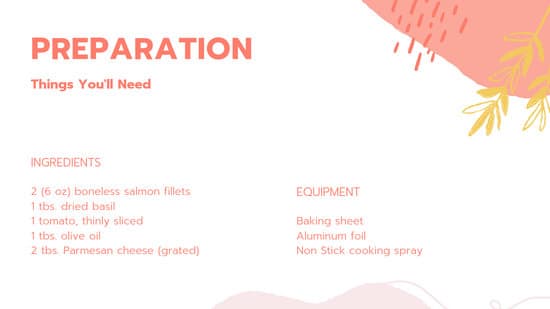 PREPARATION
Things You'll Need
INGREDIENTS
2 (6 oz) boneless salmon fillets
1 tbs. dried basil
1 tomato, thinly sliced
1 tbs. olive oil
2 tbs. Parmesan cheese (grated)
EQUIPMENT
Baking sheet
Aluminum foil
Non Stick cooking spray